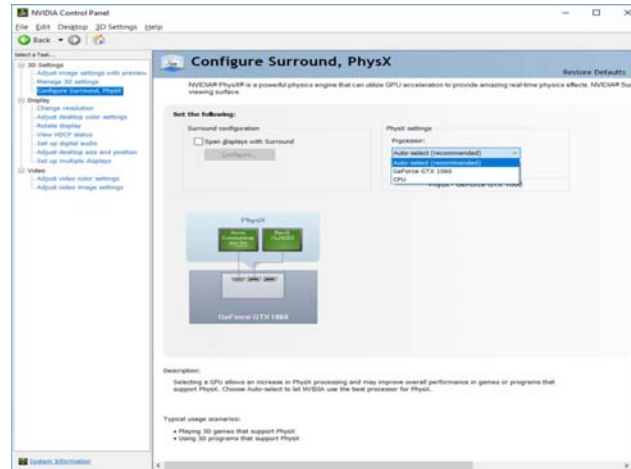 NVIDIA Control Panel
File Edit Desktop 3D Settings Help
Back
Select a Task...
3D Settings
Adjust image settings with preview
Manage 3D settings
Configure Surround, PhysX
Display
Change resolution
Adjust desktop color settings
Rotate display
View HDCP status
Set up digital audio
Adjust desktop size and position
Set up multiple displays
Video
Adjust video color settings
Adjust video image settings
System Information
Configure Surround, PhysX
Restore Defaults
NVIDIA® PhysX® is a powerful physics engine that can utilize GPU acceleration to provide amazing real-time physics effects. NVIDIA®
viewing surface.
Set the following:
Surround configuration
Span displays with Surround
Configure...
PhysX settings
Processor:
Auto-select (recommended)
Auto-select (recommended)
GeForce GTX 1060
CPU
PhysX
GeForce GTX 1060
Description:
Selecting a GPU allows an increase in PhysX processing and may improve overall performance in games or programs that
support PhysX. Choose Auto-select to let NVIDIA use the best processor for PhysX.
Typical usage scenarios:
• Playing 3D games that support PhysX
• Using 3D programs that support PhysX